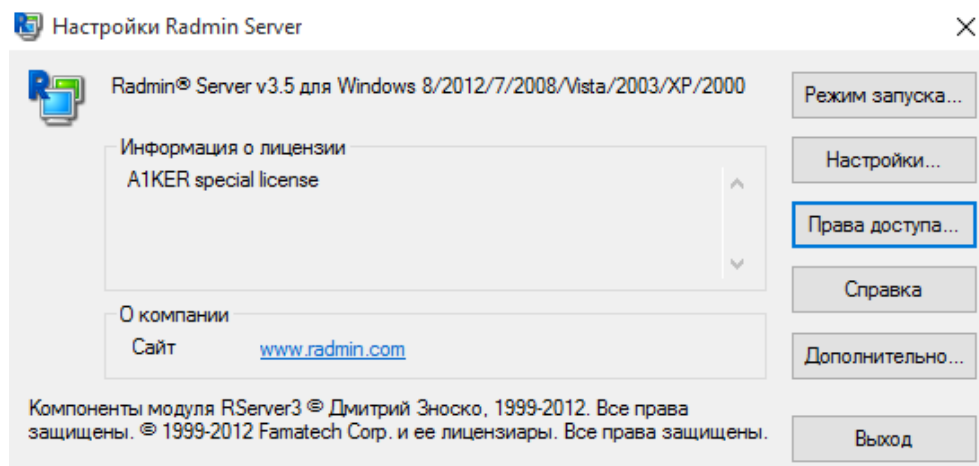 Настройки Radmin Server
Radmin® Server v3.5 для Windows 8/2012/7/2008/Vista/2003/XP/2000
Режим запуска...
Информация о лицензии
A1KER special license
Настройки...
Права доступа...
Справка
О компании
Сайт www.radmin.com
Дополнительно...
Компоненты модуля RServer3 © Дмитрий Зноско, 1999-2012. Все права
защищены. © 1999-2012 Famatech Corp. и ее лицензиары. Все права защищены.
Выход